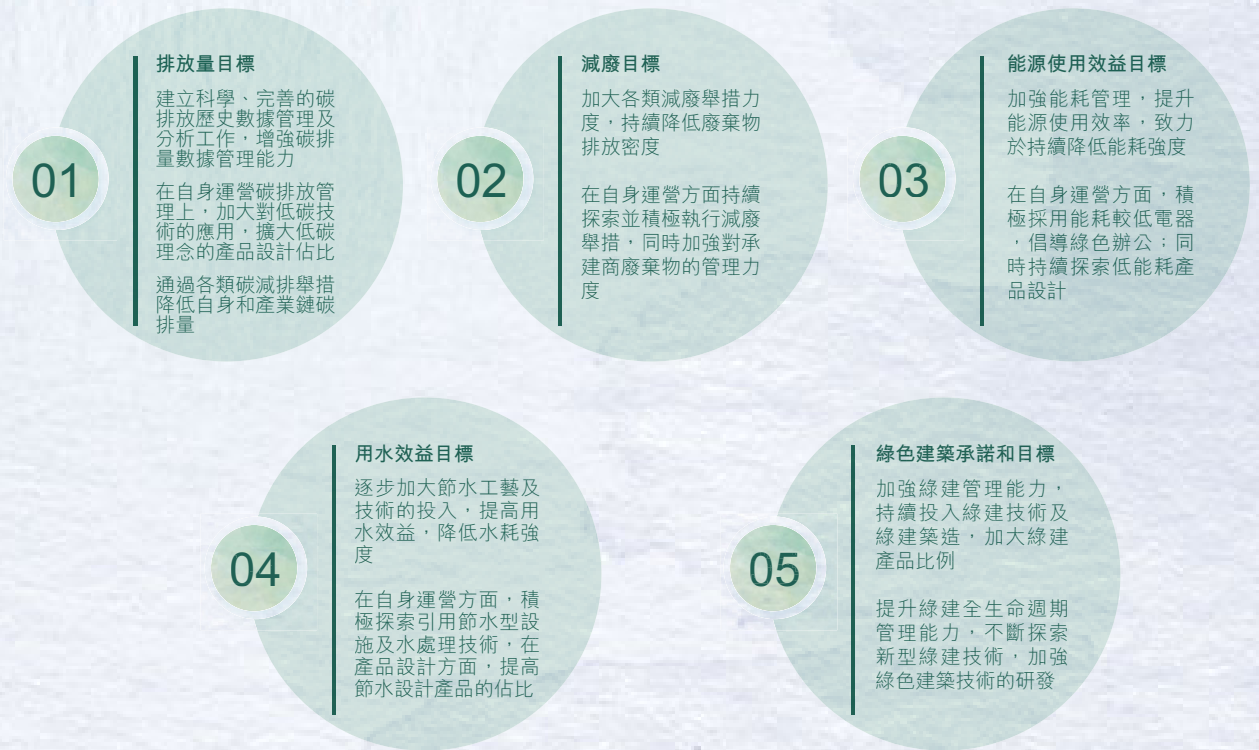 01
排放量目標
建立科學、完善的碳
排放歷史數據管理及
分析工作，增強碳排
量數據管理能力
在自身運營碳排放管
理上，加大對低碳技
術的應用，擴大低碳
理念的產品設計佔比
通過各類碳減排舉措
降低自身和產業鏈碳
排量
02
減廢目標
加大各類減廢舉措力
度，持續降低廢棄物
排放密度
在自身運營方面持續
探索並積極執行減廢
舉措，同時加強對承
建商廢棄物的管理力
度
03
能源使用效益目標
加強能耗管理，提升
能源使用效率，致力
於持續降低能耗強度
在自身運營方面，積
極採用能耗較低電器
，倡導綠色辦公；同
時持續探索低能耗產
品設計
04
用水效益目標
逐步加大節水工藝及
技術的投入，提高用
水效益，降低水耗強
度
在自身運營方面，積
極探索引用節水型設
施及水處理技術，在
產品設計方面，提高
節水設計產品的佔比
05
綠色建築承諾和目標
加強綠建管理能力，
持續投入綠建技術及
綠建築造，加大綠建
產品比例
提升綠建全生命週期
管理能力，不斷探索
新型綠建技術，加強
綠色建築技術的研發